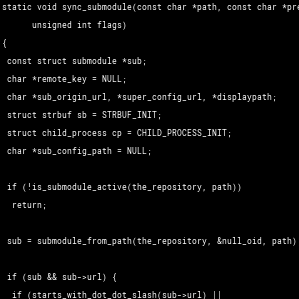 static void sync_submodule(const char *path, const char *pre
unsigned int flags)
{
const struct submodule *sub;
char *remote_key = NULL;
char *sub_origin_url, *super_config_url, *displaypath;
struct strbuf sb = STRBUF_INIT;
struct child_process cp = CHILD_PROCESS_INIT;
char *sub_config_path = NULL;
if (!is_submodule_active(the_repository, path))
return;
sub = submodule_from_path(the_repository, &null_oid, path)
if (sub && sub->url) {
if (starts_with_dot_dot_slash(sub->url) ||